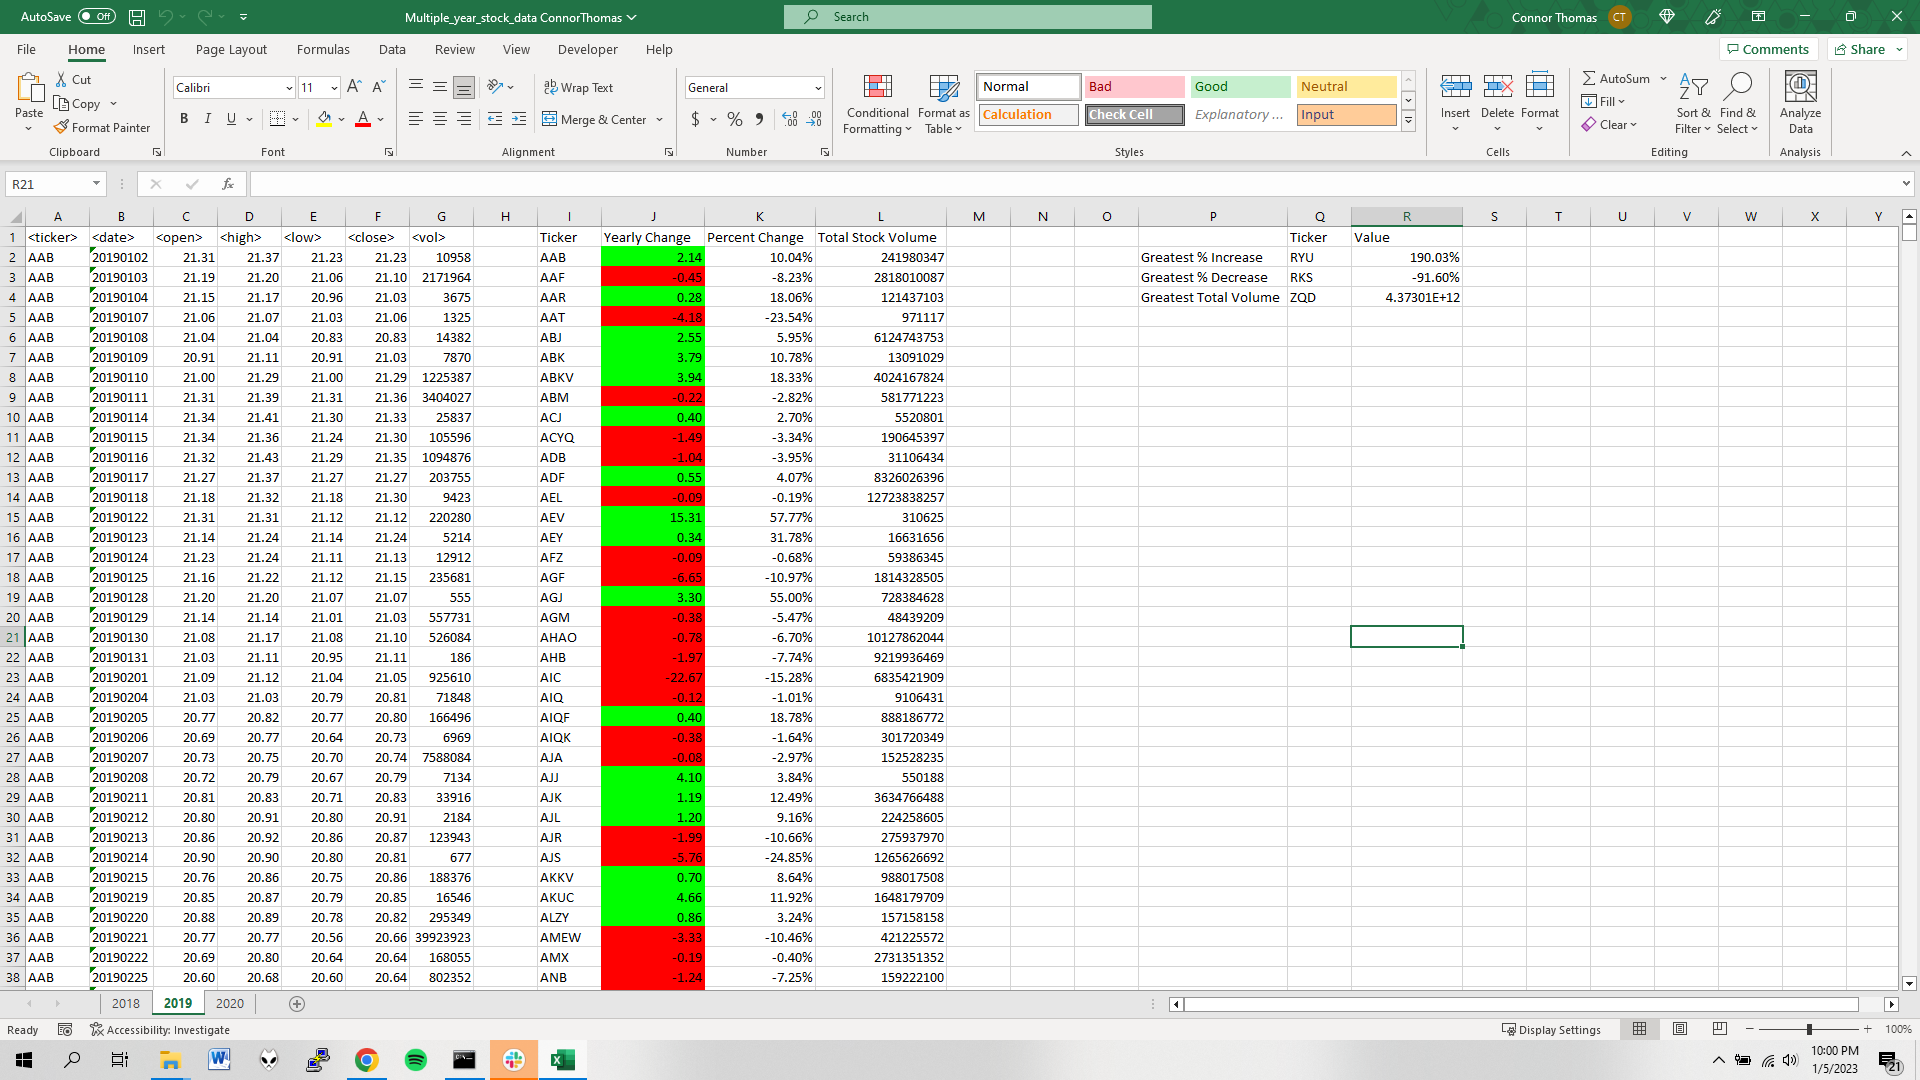 AutoSave Off Multiple_year_stock_data ConnorThomas Search Connor Thomas CT
File Home Insert Page Layout Formulas Data Review View Developer Help Comments Share
Paste Cut Copy Format Painter Clipboard
Calibri 11 B I U Font
Wrap Text Merge & Center Alignment
General $ % Number
Conditional Formatting Format as Table
Normal Bad Good Neutral
Calculation Check Cell Explanatory ... Input
Styles
Insert Delete Format Cells
AutoSum Fill Clear Sort & Filter Find & Select Editing
Analyze Data Analysis
R21 fx
A B C D E F G H I J K L M N O P Q R S T U V W X Y
1 <ticker> <date> <open> <high> <low> <close> <vol> Ticker Yearly Change Percent Change Total Stock Volume Ticker Value
2 AAB 20190102 21.31 21.37 21.23 21.23 10958 AAB 2.14 10.04% 241980347 Greatest % Increase RYU 190.03%
3 AAB 20190103 21.19 21.20 21.06 21.10 2171964 AAF -0.45 -8.23% 2818010087 Greatest % Decrease RKS -91.60%
4 AAB 20190104 21.15 21.17 20.96 21.03 3675 AAR 0.28 18.06% 121437103 Greatest Total Volume ZQD 4.37301E+12
5 AAB 20190107 21.06 21.07 21.03 21.06 1325 AAT -4.18 -23.54% 971117
6 AAB 20190108 21.04 21.04 20.83 20.83 14382 ABJ 2.55 5.95% 6124743753
7 AAB 20190109 20.91 21.11 20.91 21.03 7870 ABK 3.79 10.78% 13091029
8 AAB 20190110 21.00 21.29 21.00 21.29 1225387 ABKV 3.94 18.33% 4024167824
9 AAB 20190111 21.31 21.39 21.31 21.36 3404027 ABM -0.22 -2.82% 581771223
10 AAB 20190114 21.34 21.41 21.30 21.33 25837 ACJ 0.40 2.70% 5520801
11 AAB 20190115 21.34 21.36 21.24 21.30 105596 ACYQ -1.49 -3.34% 190645397
12 AAB 20190116 21.32 21.43 21.29 21.35 1094876 ADB -1.04 -3.95% 31106434
13 AAB 20190117 21.27 21.37 21.27 21.27 203755 ADF 0.55 4.07% 8326026396
14 AAB 20190118 21.18 21.32 21.18 21.30 9423 AEL -0.09 -0.19% 12723838257
15 AAB 20190122 21.31 21.31 21.12 21.12 220280 AEV 15.31 57.77% 310625
16 AAB 20190123 21.14 21.24 21.14 21.24 5214 AEY 0.34 31.78% 16631656
17 AAB 20190124 21.23 21.24 21.11 21.13 12912 AFZ -0.09 -0.68% 59386345
18 AAB 20190125 21.16 21.22 21.12 21.15 235681 AGF -6.65 -10.97% 1814328505
19 AAB 20190128 21.20 21.20 21.07 21.07 555 AGJ 3.30 55.00% 728384628
20 AAB 20190129 21.14 21.14 21.01 21.03 557731 AGM -0.38 -5.47% 48439209
21 AAB 20190130 21.08 21.17 21.08 21.10 526084 AHAO -0.78 -6.70% 10127862044
22 AAB 20190131 21.03 21.11 20.95 21.11 186 AHB -1.97 -7.74% 9219936469
23 AAB 20190201 21.09 21.12 21.04 21.05 925610 AIC -22.67 -15.28% 6835421909
24 AAB 20190204 21.03 21.03 20.79 20.81 71848 AIQ -0.12 -1.01% 9106431
25 AAB 20190205 20.77 20.82 20.77 20.80 166496 AIQF 0.40 18.78% 888186772
26 AAB 20190206 20.69 20.77 20.64 20.73 6969 AIQK -0.38 -1.64% 301720349
27 AAB 20190207 20.73 20.75 20.70 20.74 7588084 AJA -0.08 -2.97% 152528235
28 AAB 20190208 20.72 20.79 20.67 20.79 7134 AJJ 4.10 3.84% 550188
29 AAB 20190211 20.81 20.83 20.71 20.83 33916 AJK 1.19 12.49% 3634766488
30 AAB 20190212 20.80 20.91 20.80 20.91 2184 AJL 1.20 9.16% 224258605
31 AAB 20190213 20.86 20.92 20.86 20.87 123943 AJR -1.99 -10.66% 275937970
32 AAB 20190214 20.90 20.90 20.80 20.81 677 AJS -5.76 -24.85% 1265626692
33 AAB 20190215 20.76 20.86 20.75 20.86 188376 AKKV 0.70 8.64% 988017508
34 AAB 20190219 20.85 20.87 20.79 20.85 16546 AKUC 4.66 11.92% 1648179709
35 AAB 20190220 20.88 20.89 20.78 20.82 295349 ALZY 0.86 3.24% 157158158
36 AAB 20190221 20.77 20.77 20.56 20.66 39923923 AMEW -3.33 -10.46% 421225572
37 AAB 20190222 20.69 20.80 20.64 20.64 168055 AMX -0.19 -0.40% 2731351352
38 AAB 20190225 20.60 20.68 20.60 20.64 802352 ANB -1.24 -7.25% 159222100
2018 2019 2020
Ready Accessibility: Investigate Display Settings 100%
10:00 PM
1/5/2023
21